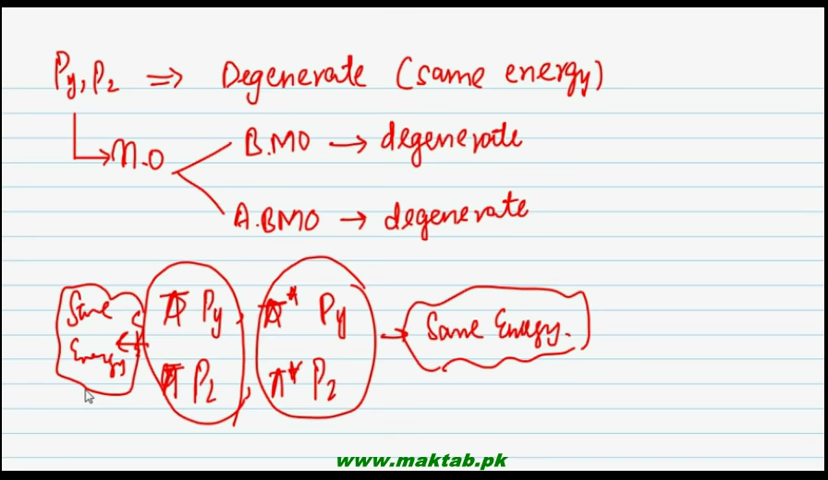 Py, Pz ⇒ Degenerate (same energy)
→ M.O
B.MO → degenerate
A.BMO → degenerate
Same Energy
π Py, π* Py
π Pz, π* Pz
→ Same Energy.
www.maktab.pk